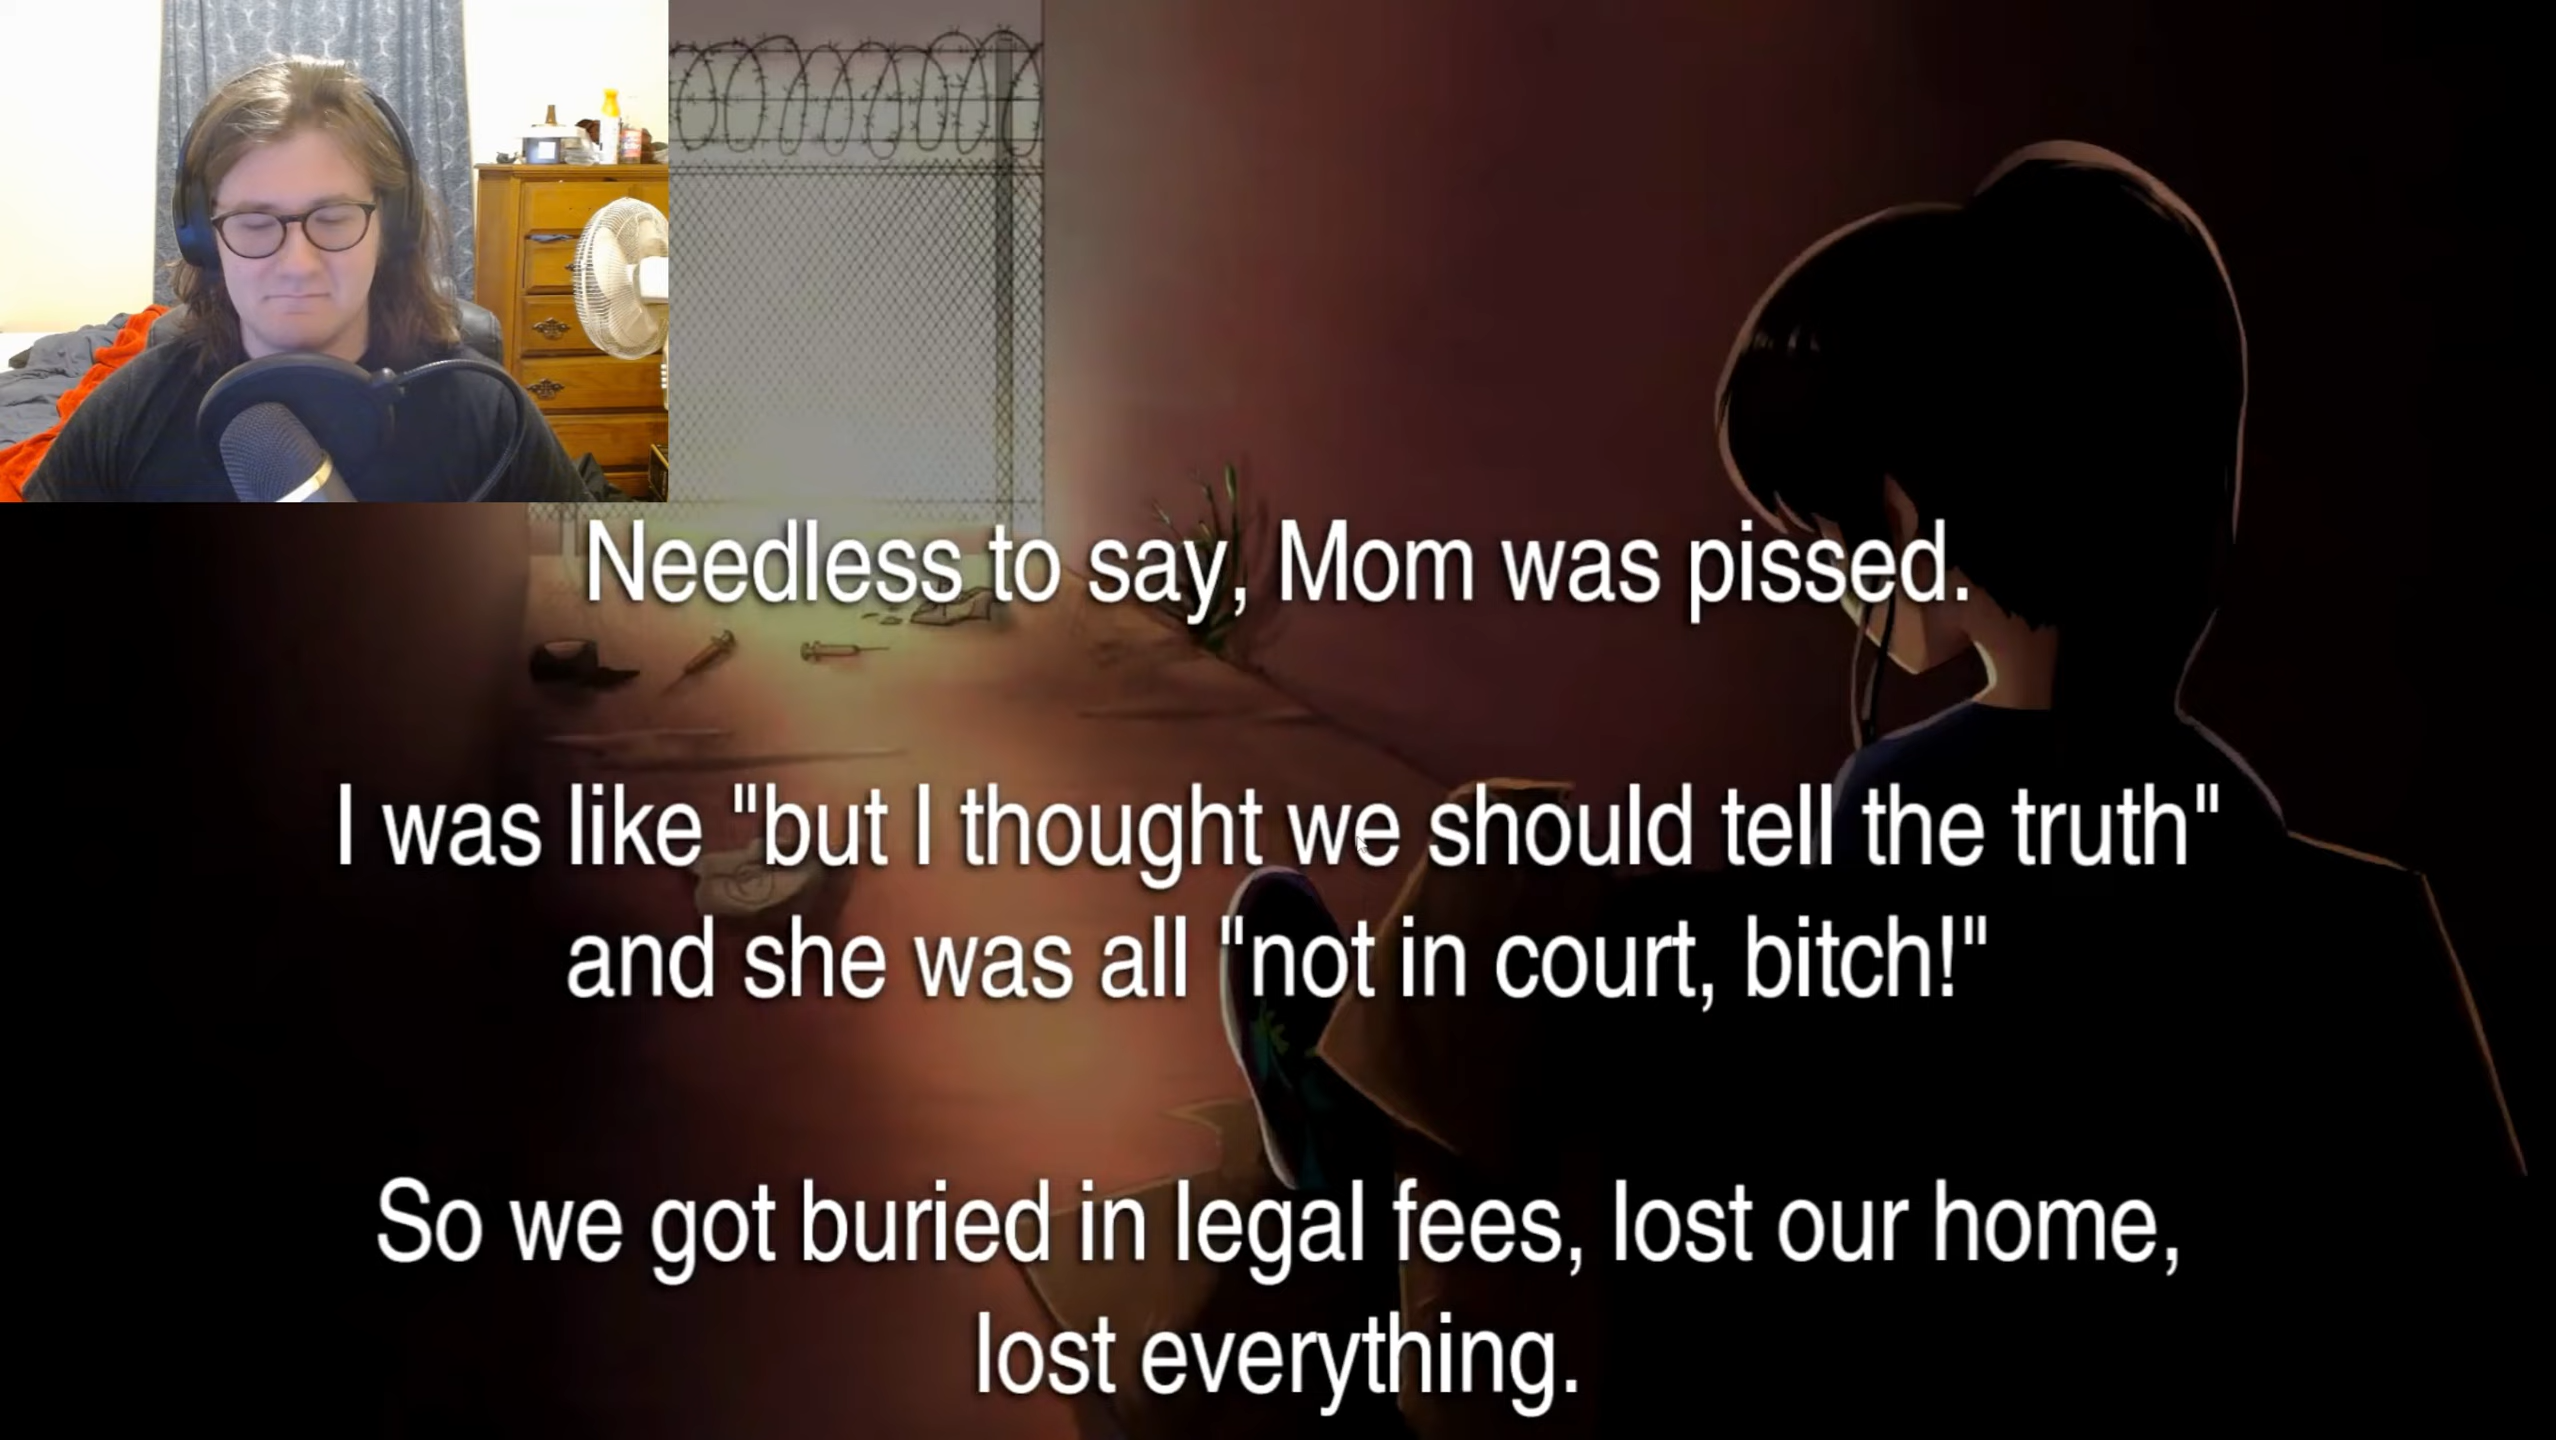 Needless to say, Mom was pissed.
I was like "but I thought we should tell the truth"
and she was all "not in court, bitch!"
So we got buried in legal fees, lost our home,
lost everything.